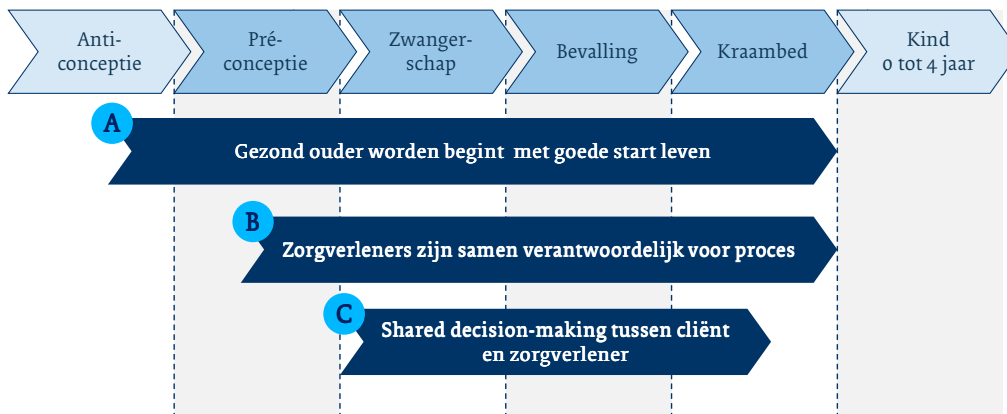 Anti-
conceptie
Pré-
conceptie
Zwanger-
schap
Bevalling
Kraambed
Kind
0 tot 4 jaar
A
Gezond ouder worden begint  met goede start leven
B
Zorgverleners zijn samen verantwoordelijk voor proces
C
Shared decision-making tussen cliënt
en zorgverlener